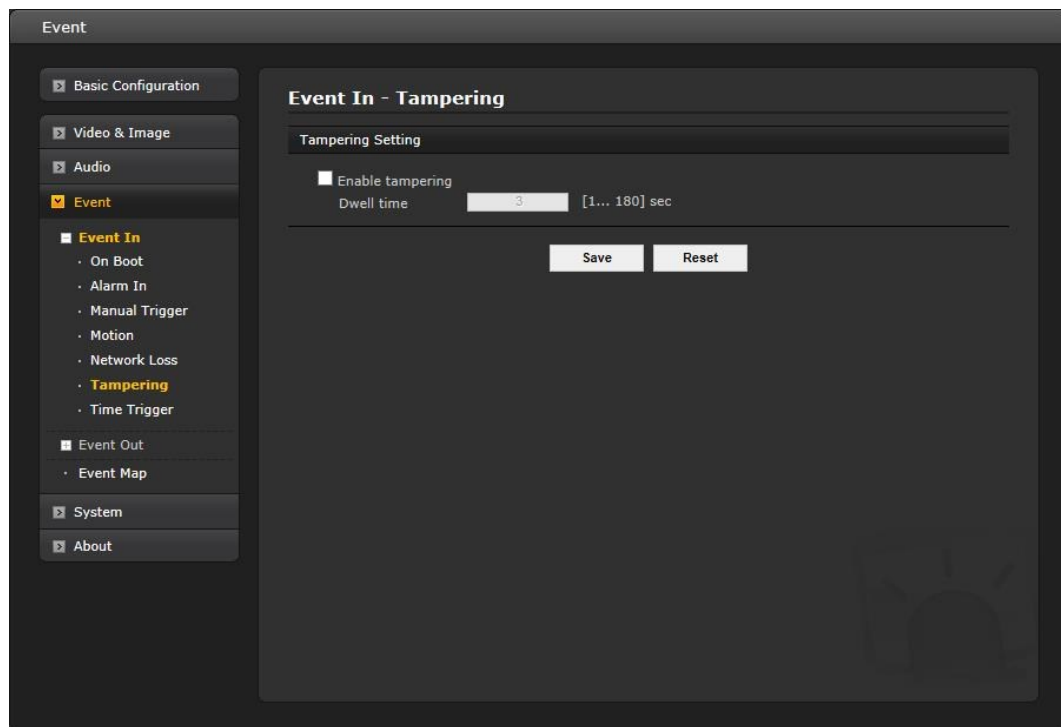 Event
Basic Configuration
Video & Image
Audio
Event
Event In
On Boot
Alarm In
Manual Trigger
Motion
Network Loss
Tampering
Time Trigger
Event Out
Event Map
System
About
Event In - Tampering
Tampering Setting
Enable tampering
Dwell time 3 [1... 180] sec
Save Reset